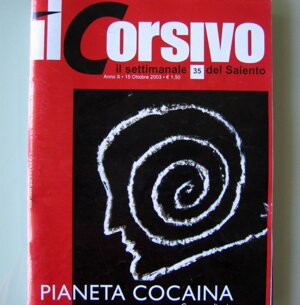 il Corsivo
il settimanale 35 del Salento
Anno X • 15 Ottobre 2003 • € 1,50
PIANETA COCAINA